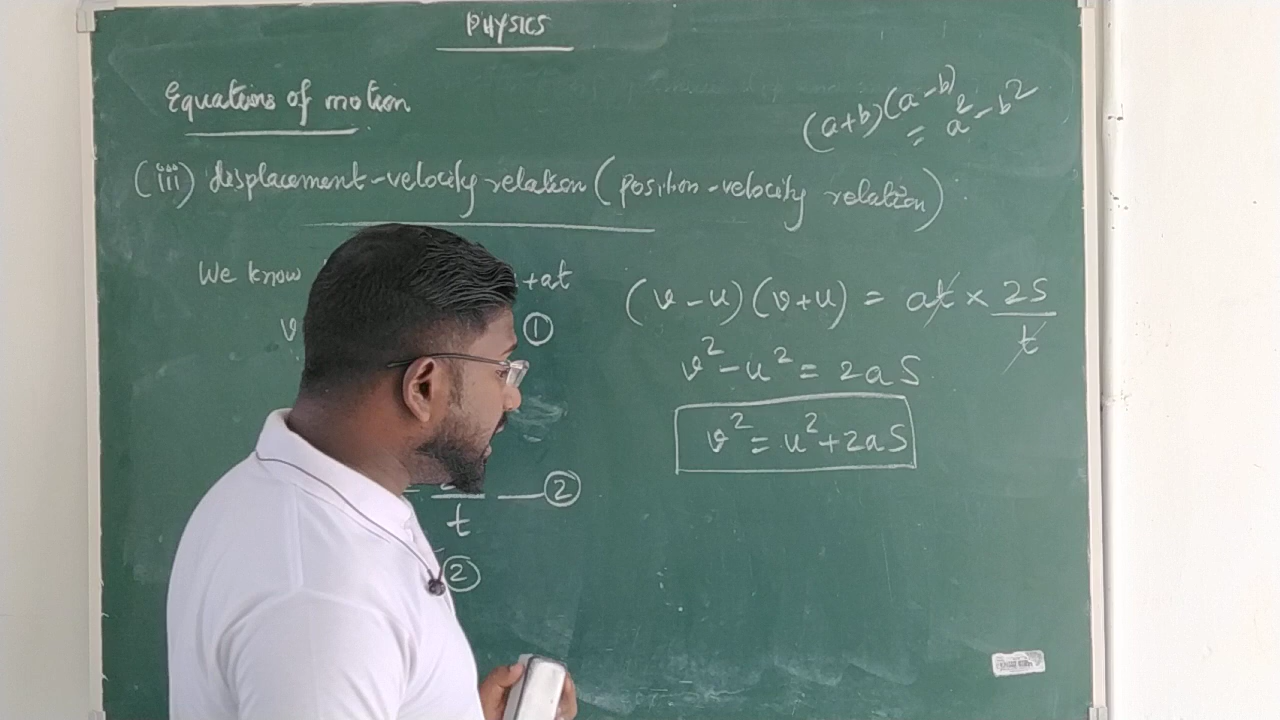 PHYSICS
Equations of motion
(a+b)(a-b)
= a² - b²
(iii) displacement-velocity relation (position-velocity relation)
We know
+at
v
①
t
②
②
(v-u)(v+u) = at × 2S/t
v² - u² = 2aS
v² = u² + 2aS